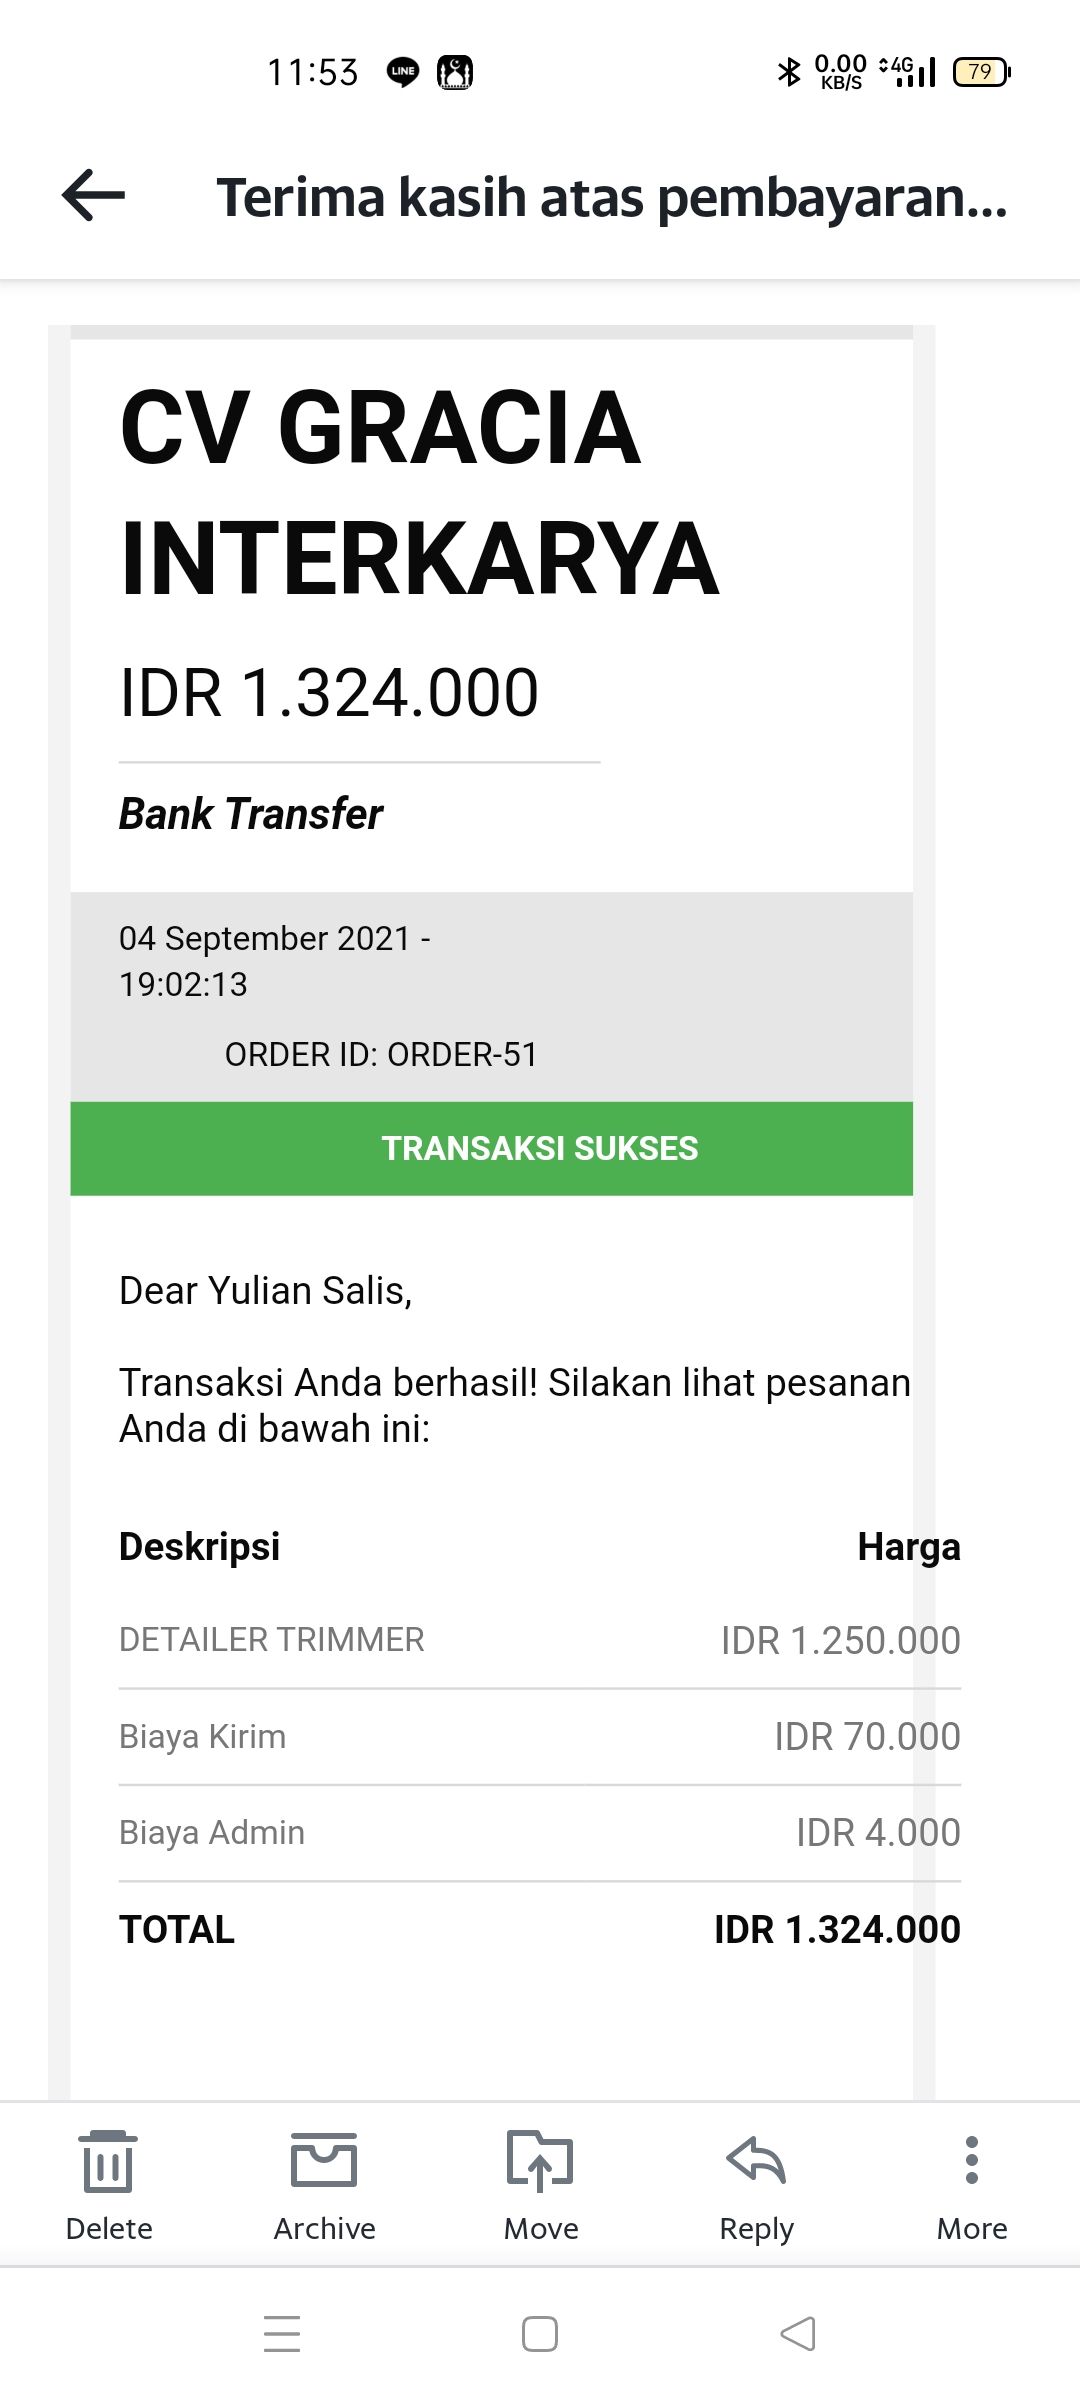 11:53
LINE
0.00
KB/S
4G
79
Terima kasih atas pembayaran...
CV GRACIA
INTERKARYA
IDR 1.324.000
Bank Transfer
04 September 2021 -
19:02:13
ORDER ID: ORDER-51
TRANSAKSI SUKSES
Dear Yulian Salis,
Transaksi Anda berhasil! Silakan lihat pesanan
Anda di bawah ini:
Deskripsi Harga
DETAILER TRIMMER IDR 1.250.000
Biaya Kirim IDR 70.000
Biaya Admin IDR 4.000
TOTAL IDR 1.324.000
Delete Archive Move Reply More